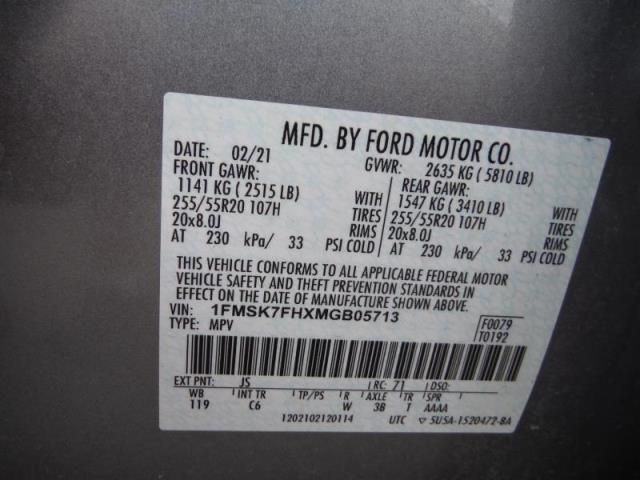 MFD. BY FORD MOTOR CO.
DATE: 02/21 GVWR: 2635 KG ( 5810 LB)
FRONT GAWR: REAR GAWR:
1141 KG ( 2515 LB) WITH 1547 KG ( 3410 LB) WITH
255/55R20 107H TIRES 255/55R20 107H TIRES
20x8.0J RIMS 20x8.0J RIMS
AT 230 kPa/ 33 PSI COLD AT 230 kPa/ 33 PSI COLD
THIS VEHICLE CONFORMS TO ALL APPLICABLE FEDERAL MOTOR
VEHICLE SAFETY AND THEFT PREVENTION STANDARDS IN EFFECT
ON THE DATE OF MANUFACTURE SHOWN ABOVE.
VIN: 1FMSK7FHXMGB05713
TYPE: MPV
F0079
T0192
EXT PNT: JS RC: 71 DSO:
WB INT TR TP/PS R AXLE TR SPR
119 C6 W 3B T AAAA
1202102120114 UTC ▽ 5USA-1520472-BA